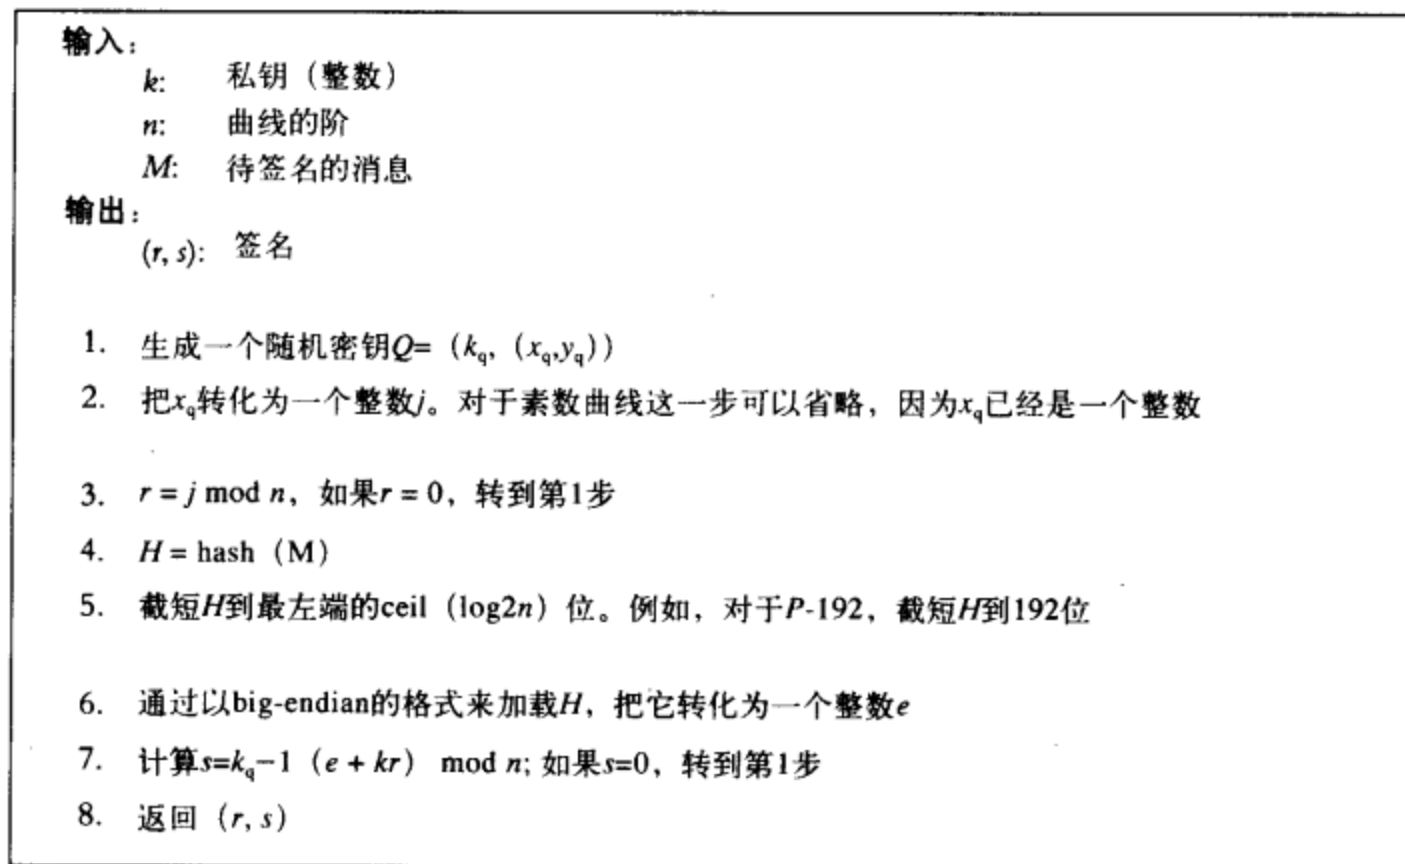 输入：
k: 私钥（整数）
n: 曲线的阶
M: 待签名的消息
输出：
(r, s): 签名
1. 生成一个随机密钥Q=（kq,（xq,yq））
2. 把xq转化为一个整数j。对于素数曲线这一步可以省略，因为xq已经是一个整数
3. r = j mod n，如果r = 0，转到第1步
4. H = hash（M）
5. 截短H到最左端的ceil（log2n）位。例如，对于P-192，截短H到192位
6. 通过以big-endian的格式来加载H，把它转化为一个整数e
7. 计算s=kq−1（e + kr） mod n; 如果s=0，转到第1步
8. 返回（r, s）